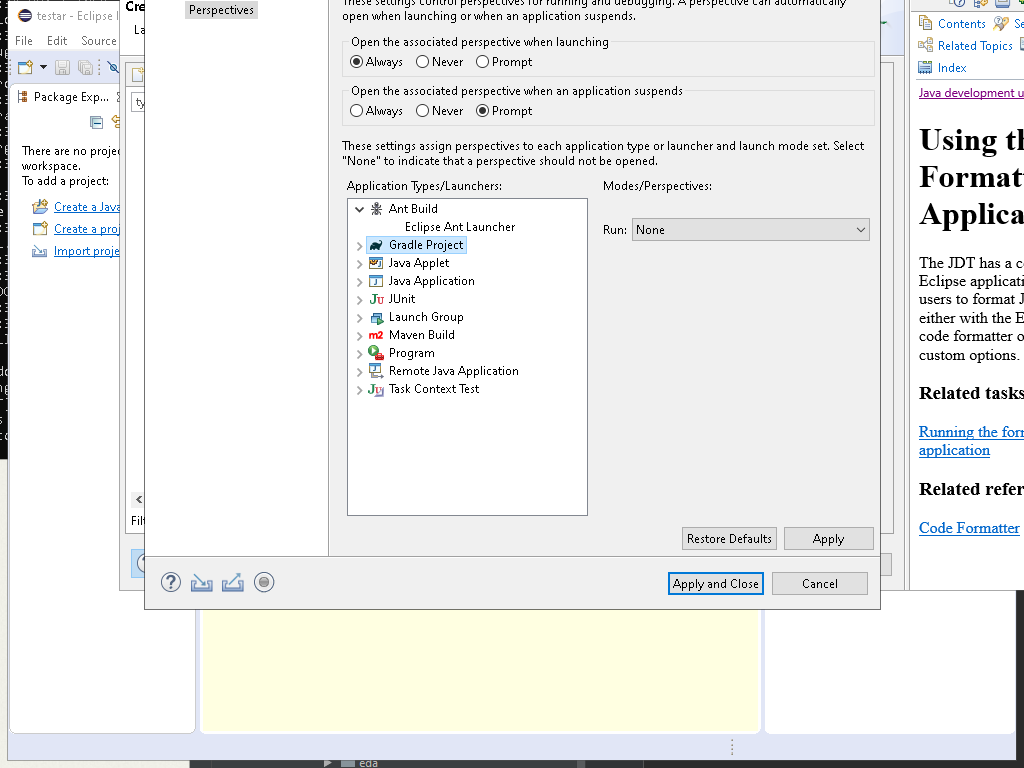 testar - Eclipse I
File Edit Source
Package Exp...
There are no proje
workspace.
To add a project:
Create a Java
Create a proj
Import proje
Cre
La
ty
Filt
Perspectives
These settings control perspectives for running and debugging. A perspective can automatically
open when launching or when an application suspends.
Open the associated perspective when launching
Always Never Prompt
Open the associated perspective when an application suspends
Always Never Prompt
These settings assign perspectives to each application type or launcher and launch mode set. Select
"None" to indicate that a perspective should not be opened.
Application Types/Launchers:
Modes/Perspectives:
Ant Build
Eclipse Ant Launcher
Gradle Project
Java Applet
Java Application
JUnit
Launch Group
Maven Build
Program
Remote Java Application
Task Context Test
Run: None
Restore Defaults
Apply
Apply and Close
Cancel
Contents
Se
Related Topics
Index
Java development u
Using th
Formatt
Applica
The JDT has a co
Eclipse applicati
users to format J
either with the E
code formatter o
custom options.
Related tasks
Running the forn
application
Related refer
Code Formatter
eda